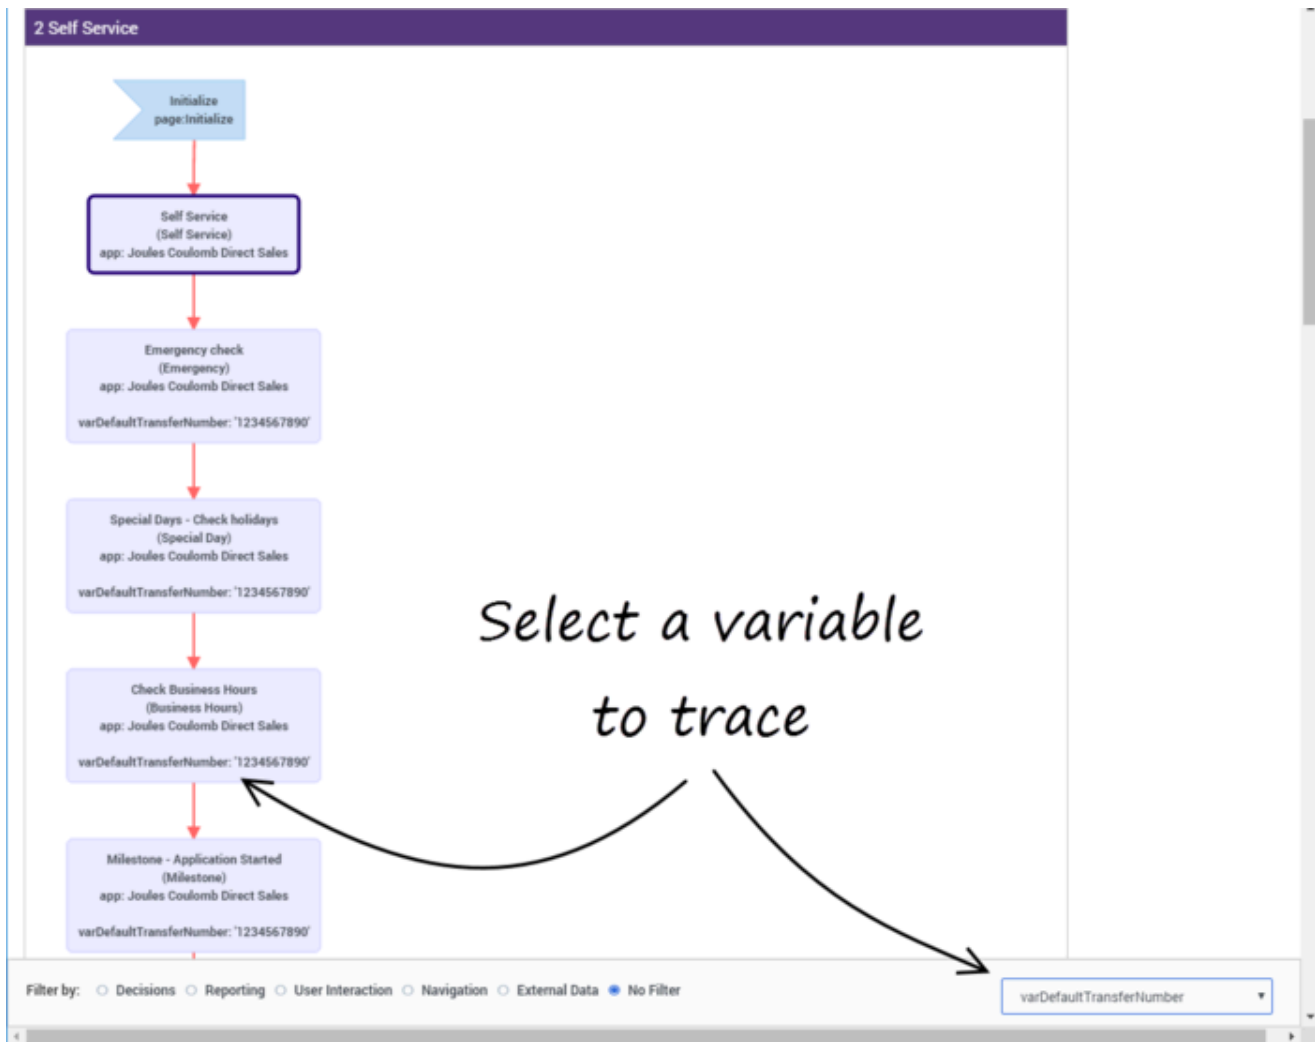 2 Self Service
Initialize
page:Initialize
Self Service
(Self Service)
app: Joules Coulomb Direct Sales
Emergency check
(Emergency)
app: Joules Coulomb Direct Sales
varDefaultTransferNumber: '1234567890'
Special Days - Check holidays
(Special Day)
app: Joules Coulomb Direct Sales
varDefaultTransferNumber: '1234567890'
Check Business Hours
(Business Hours)
app: Joules Coulomb Direct Sales
varDefaultTransferNumber: '1234567890'
Milestone - Application Started
(Milestone)
app: Joules Coulomb Direct Sales
varDefaultTransferNumber: '1234567890'
Select a variable
to trace
Filter by: Decisions Reporting User Interaction Navigation External Data No Filter
varDefaultTransferNumber